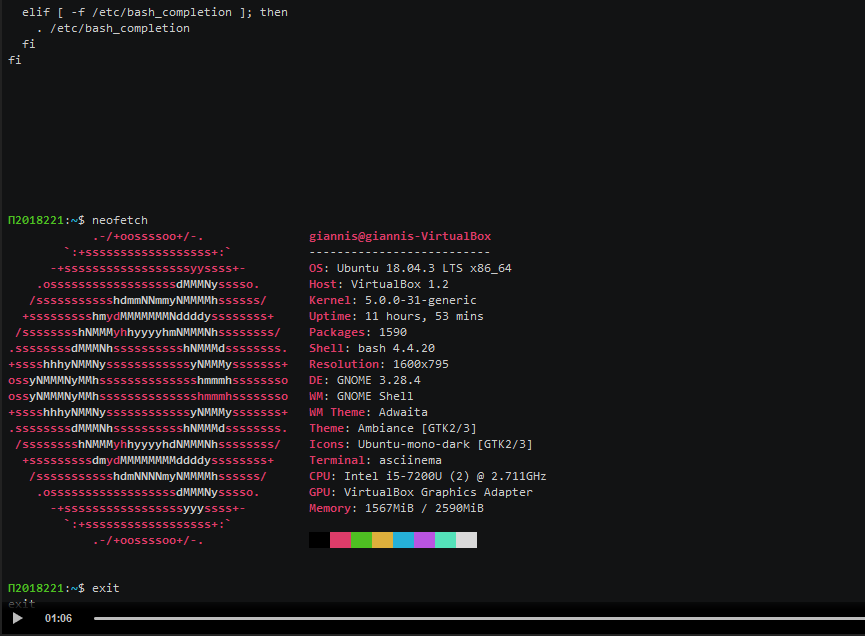 elif [ -f /etc/bash_completion ]; then
. /etc/bash_completion
fi
fi
Π2018221:~$ neofetch
.-/+oossssoo+/-.
`:+ssssssssssssssssss+:`
-+ssssssssssssssssssyyssss+-
.ossssssssssssssssssdMMMNysssso.
/ssssssssssshdmmNNmmyNMMMMhssssss/
+ssssssssshmydMMMMMMMNddddyssssssss+
/sssssssshNMMMyhhyyyyhmNMMMNhssssssss/
.ssssssssdMMMNhsssssssssshNMMMdssssssss.
+sssshhhyNMMNyssssssssssssyNMMMysssssss+
ossyNMMMNyMMhsssssssssssssshmmmhssssssso
ossyNMMMNyMMhsssssssssssssshmmmhssssssso
+sssshhhyNMMNyssssssssssssyNMMMysssssss+
.ssssssssdMMMNhsssssssssshNMMMdssssssss.
/sssssssshNMMMyhhyyyyhdNMMMNhssssssss/
+sssssssssdmydMMMMMMMMddddyssssssss+
/ssssssssssshdmNNNNmyNMMMMhssssss/
.ossssssssssssssssssdMMMNysssso.
-+sssssssssssssssssyyyssss+-
`:+ssssssssssssssssss+:`
.-/+oossssoo+/-.
giannis@giannis-VirtualBox
--------------------------
OS: Ubuntu 18.04.3 LTS x86_64
Host: VirtualBox 1.2
Kernel: 5.0.0-31-generic
Uptime: 11 hours, 53 mins
Packages: 1590
Shell: bash 4.4.20
Resolution: 1600x795
DE: GNOME 3.28.4
WM: GNOME Shell
WM Theme: Adwaita
Theme: Ambiance [GTK2/3]
Icons: Ubuntu-mono-dark [GTK2/3]
Terminal: asciinema
CPU: Intel i5-7200U (2) @ 2.711GHz
GPU: VirtualBox Graphics Adapter
Memory: 1567MiB / 2590MiB
Π2018221:~$ exit
exit
01:06